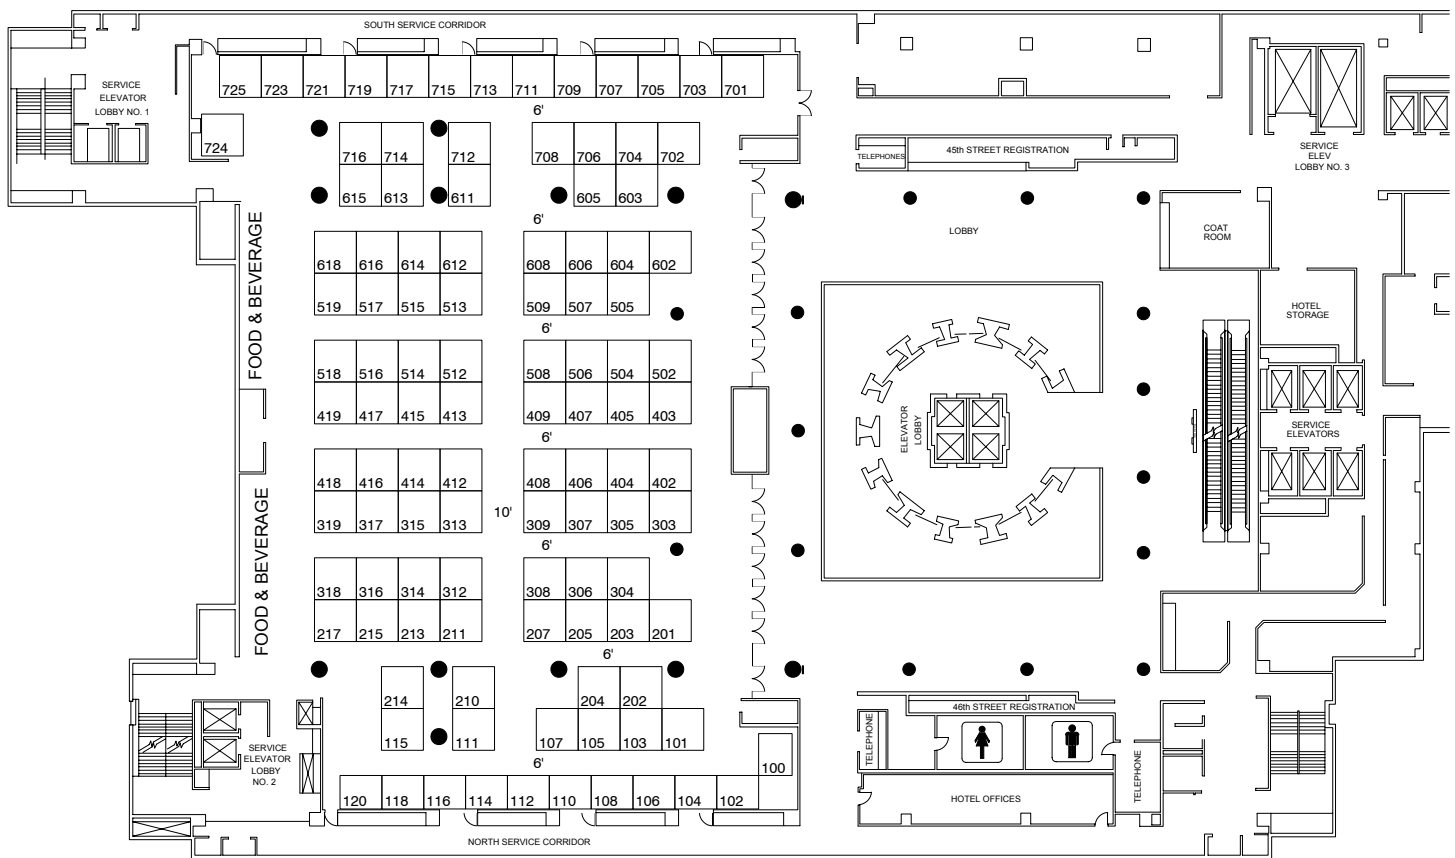 SOUTH SERVICE CORRIDOR
SERVICE
ELEVATOR
LOBBY NO. 1
725 723 721 719 717 715 713 711 709 707 705 703 701
6'
724
716 714 712 708 706 704 702
615 613 611 605 603
6'
TELEPHONES
45th STREET REGISTRATION
SERVICE
ELEV
LOBBY NO. 3
LOBBY
COAT
ROOM
FOOD & BEVERAGE
618 616 614 612 608 606 604 602
519 517 515 513 509 507 505
6'
HOTEL
STORAGE
518 516 514 512 508 506 504 502
419 417 415 413 409 407 405 403
6'
ELEVATOR
LOBBY
SERVICE
ELEVATORS
418 416 414 412 408 406 404 402
10'
319 317 315 313 309 307 305 303
6'
FOOD & BEVERAGE
318 316 314 312 308 306 304
217 215 213 211 207 205 203 201
6'
214 210 204 202
115 111 107 105 103 101
6'
46th STREET REGISTRATION
TELEPHONE
TELEPHONE
SERVICE
ELEVATOR
LOBBY
NO. 2
100
120 118 116 114 112 110 108 106 104 102
HOTEL OFFICES
NORTH SERVICE CORRIDOR